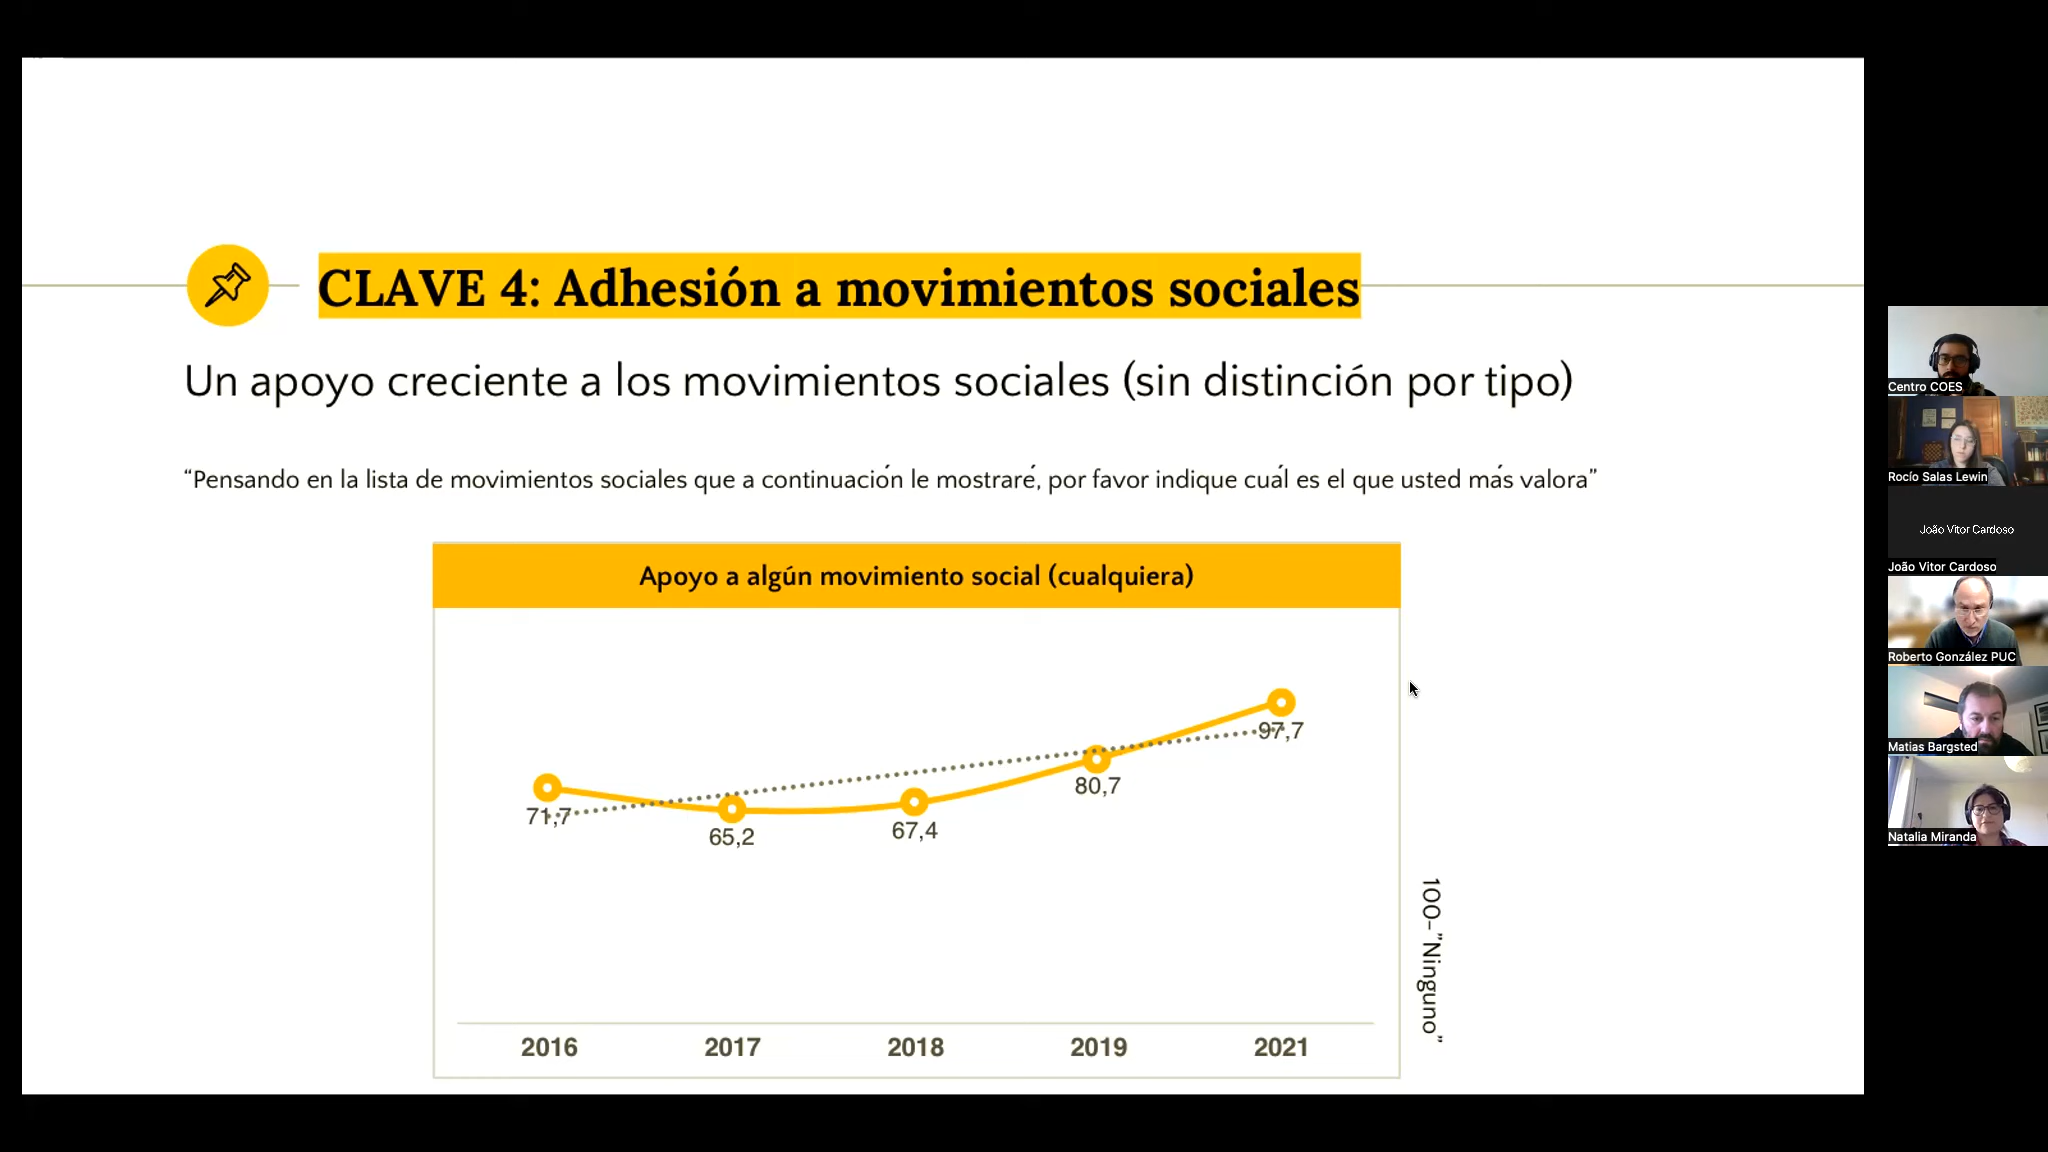 CLAVE 4: Adhesión a movimientos sociales
Un apoyo creciente a los movimientos sociales (sin distinción por tipo)
“Pensando en la lista de movimientos sociales que a continuación le mostraré, por favor indique cuál es el que usted más valora”
Apoyo a algún movimiento social (cualquiera)
71,7
65,2
67,4
80,7
97,7
2016
2017
2018
2019
2021
100-"Ninguno"
Centro COES
Rocío Salas Lewin
João Vitor Cardoso
João Vitor Cardoso
Roberto González PUC
Matias Bargsted
Natalia Miranda